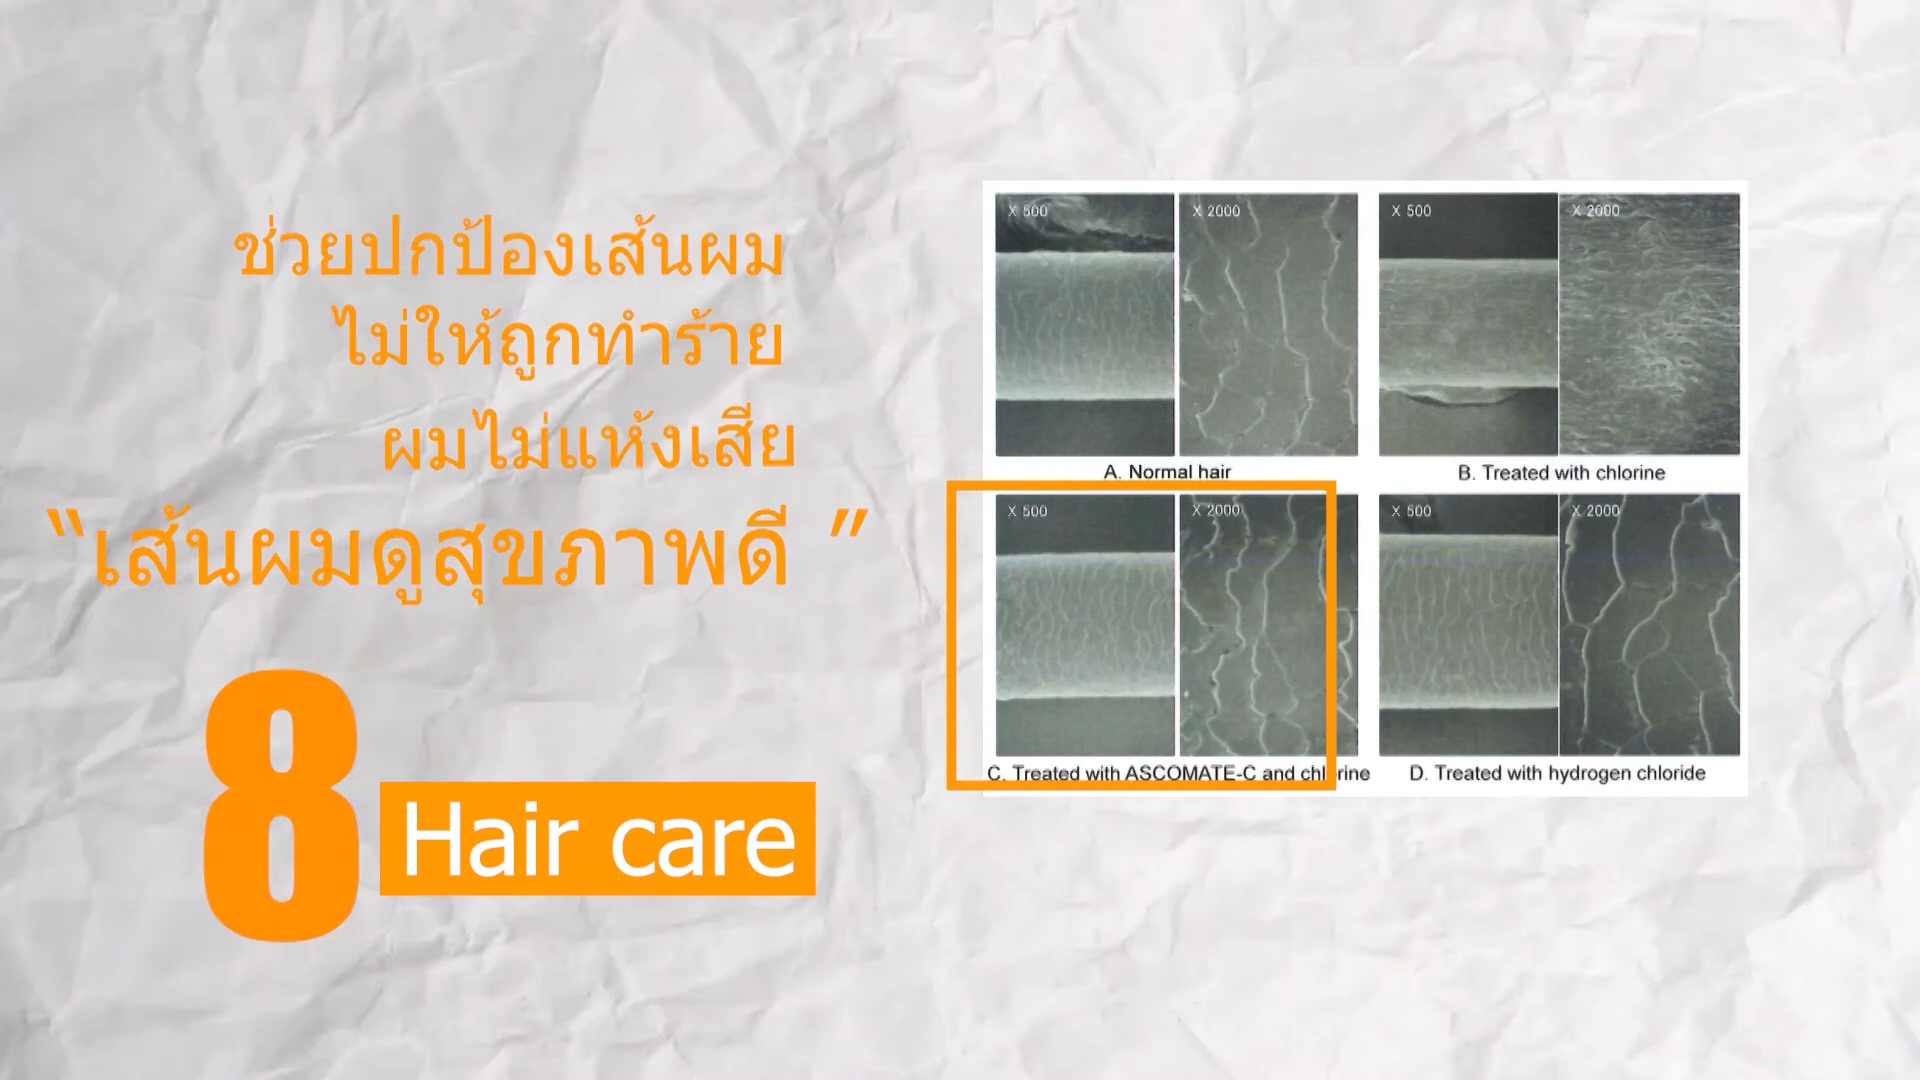 ช่วยปกป้องเส้นผม
ไม่ให้ถูกทำร้าย
ผมไม่แห้งเสีย
“เส้นผมดูสุขภาพดี ”
8 Hair care
X 500
X 2000
X 500
X 2000
A. Normal hair
B. Treated with chlorine
X 500
X 2000
X 500
X 2000
C. Treated with ASCOMATE-C and chlorine
D. Treated with hydrogen chloride